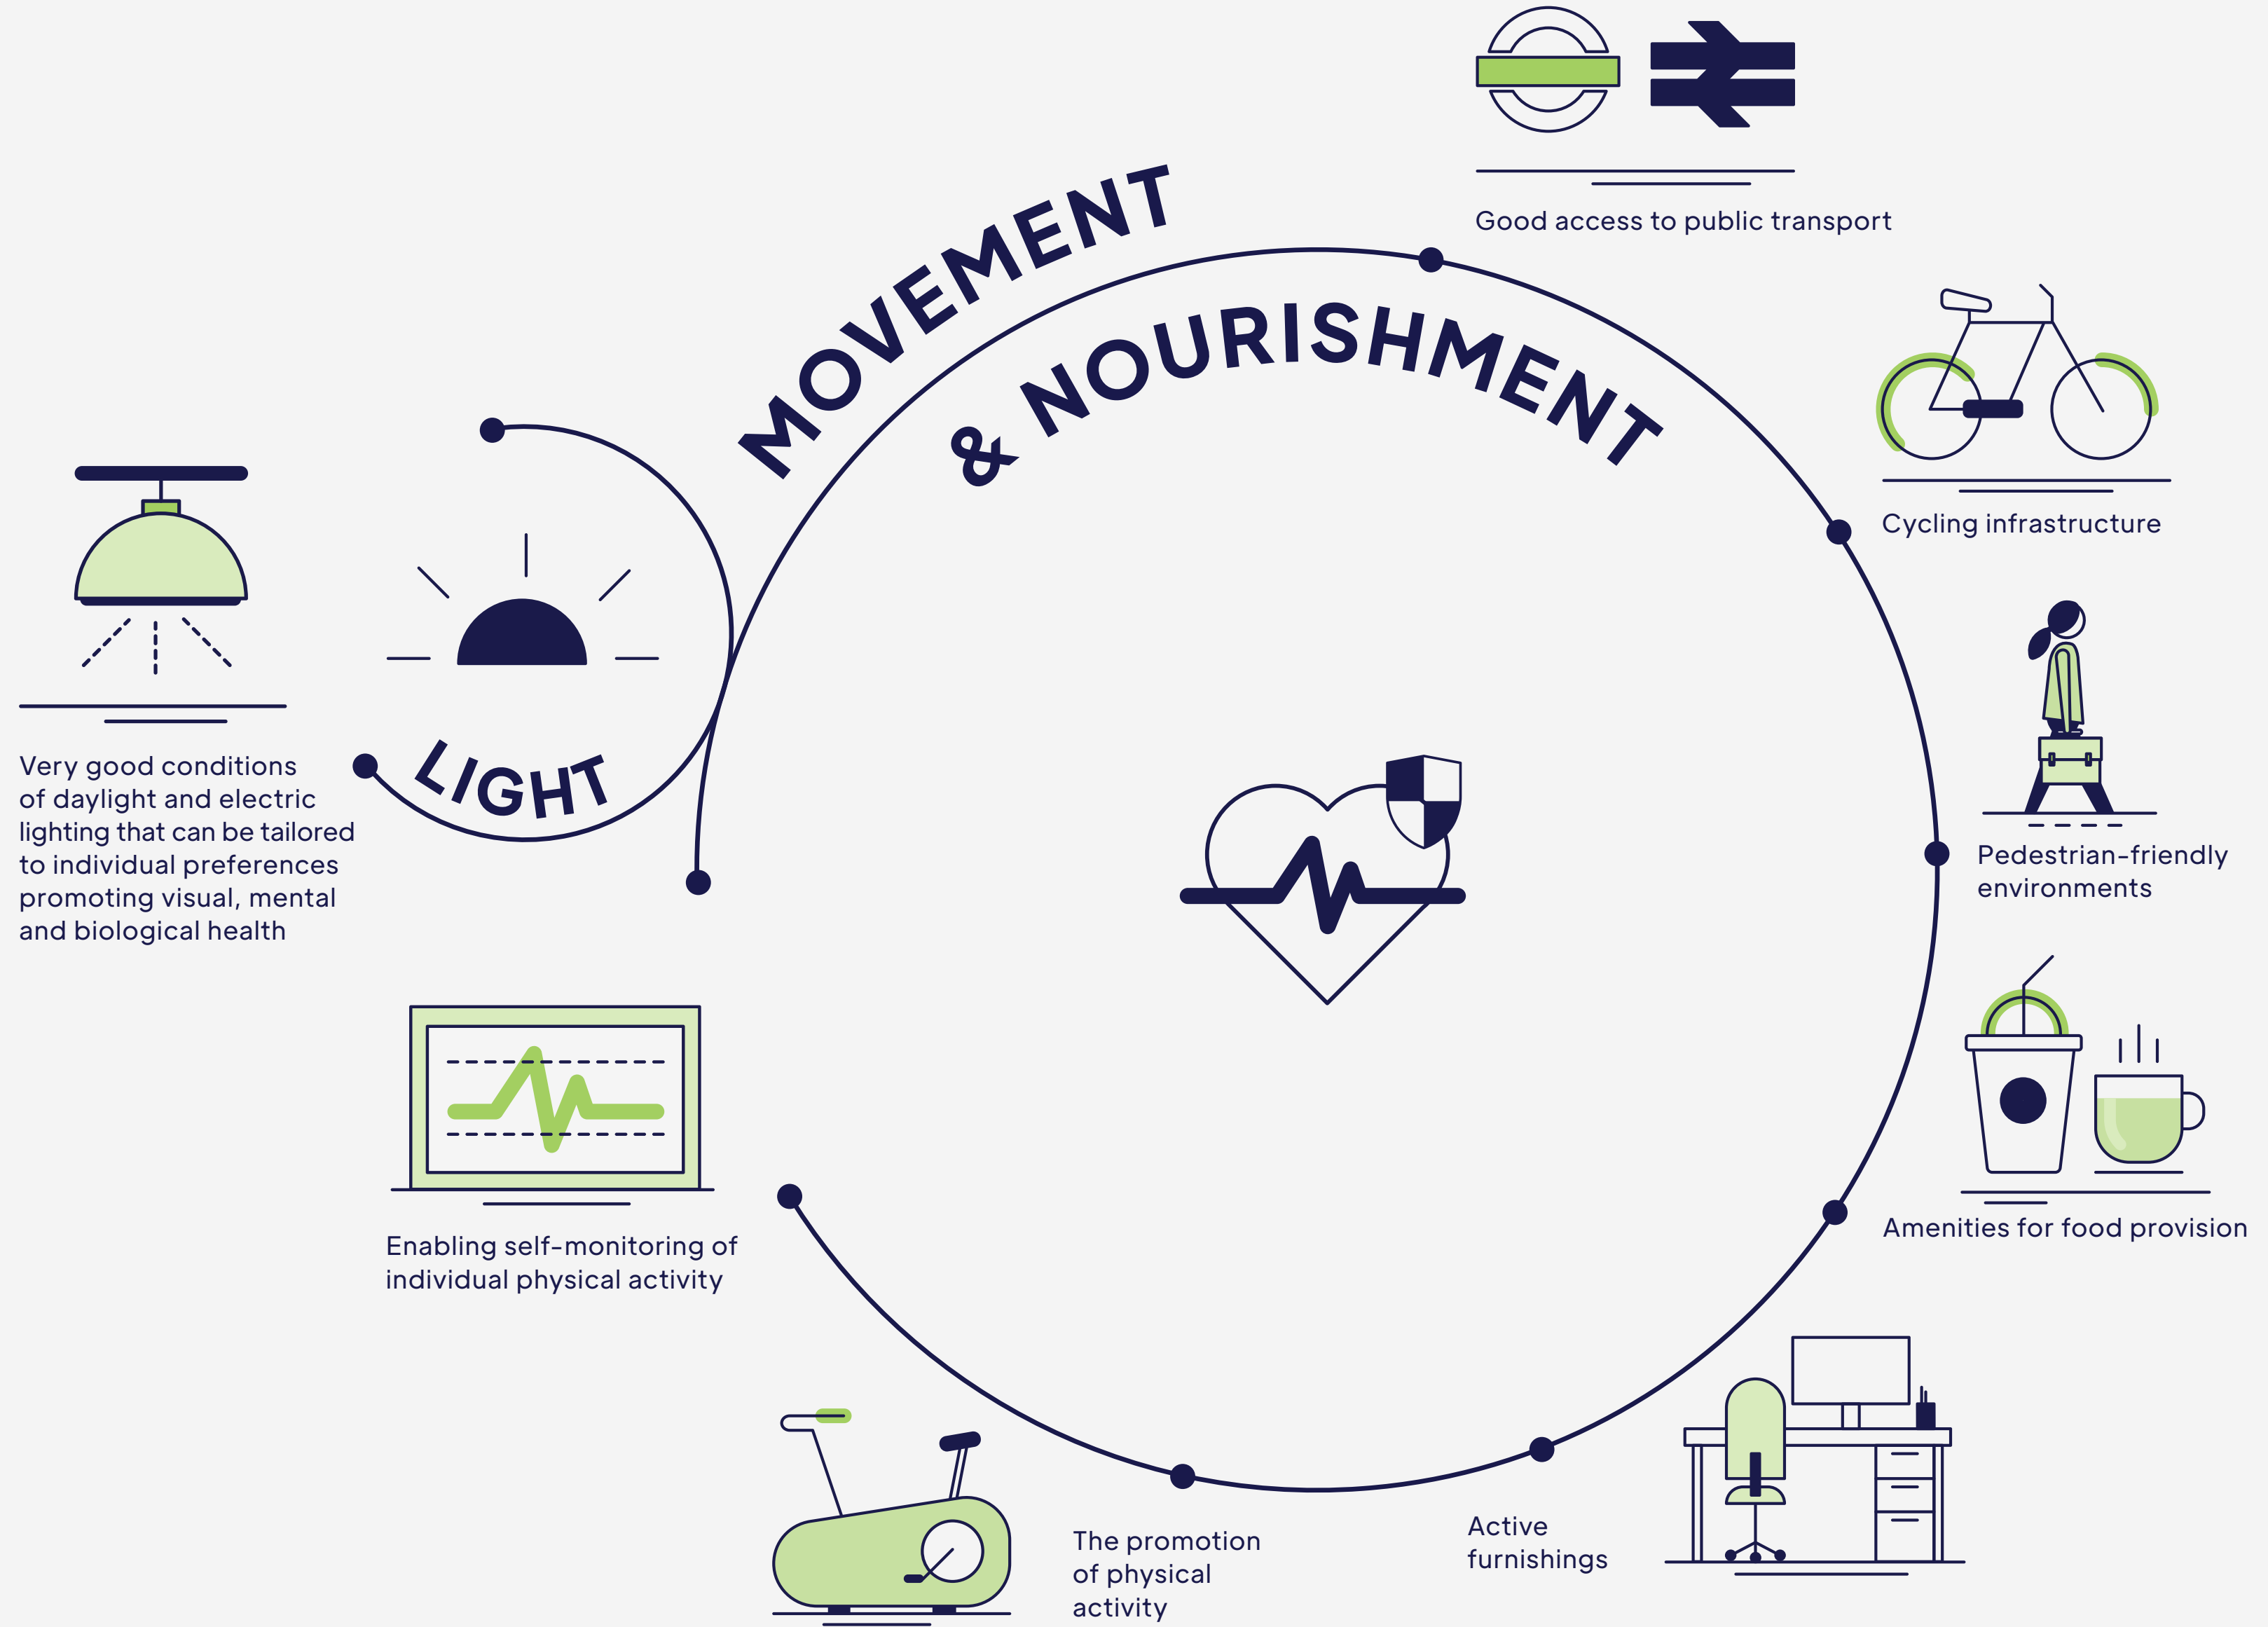 MOVEMENT
& NOURISHMENT
Good access to public transport
Cycling infrastructure
Pedestrian-friendly
environments
Amenities for food provision
Active
furnishings
The promotion
of physical
activity
Enabling self-monitoring of
individual physical activity
LIGHT
Very good conditions
of daylight and electric
lighting that can be tailored
to individual preferences
promoting visual, mental
and biological health